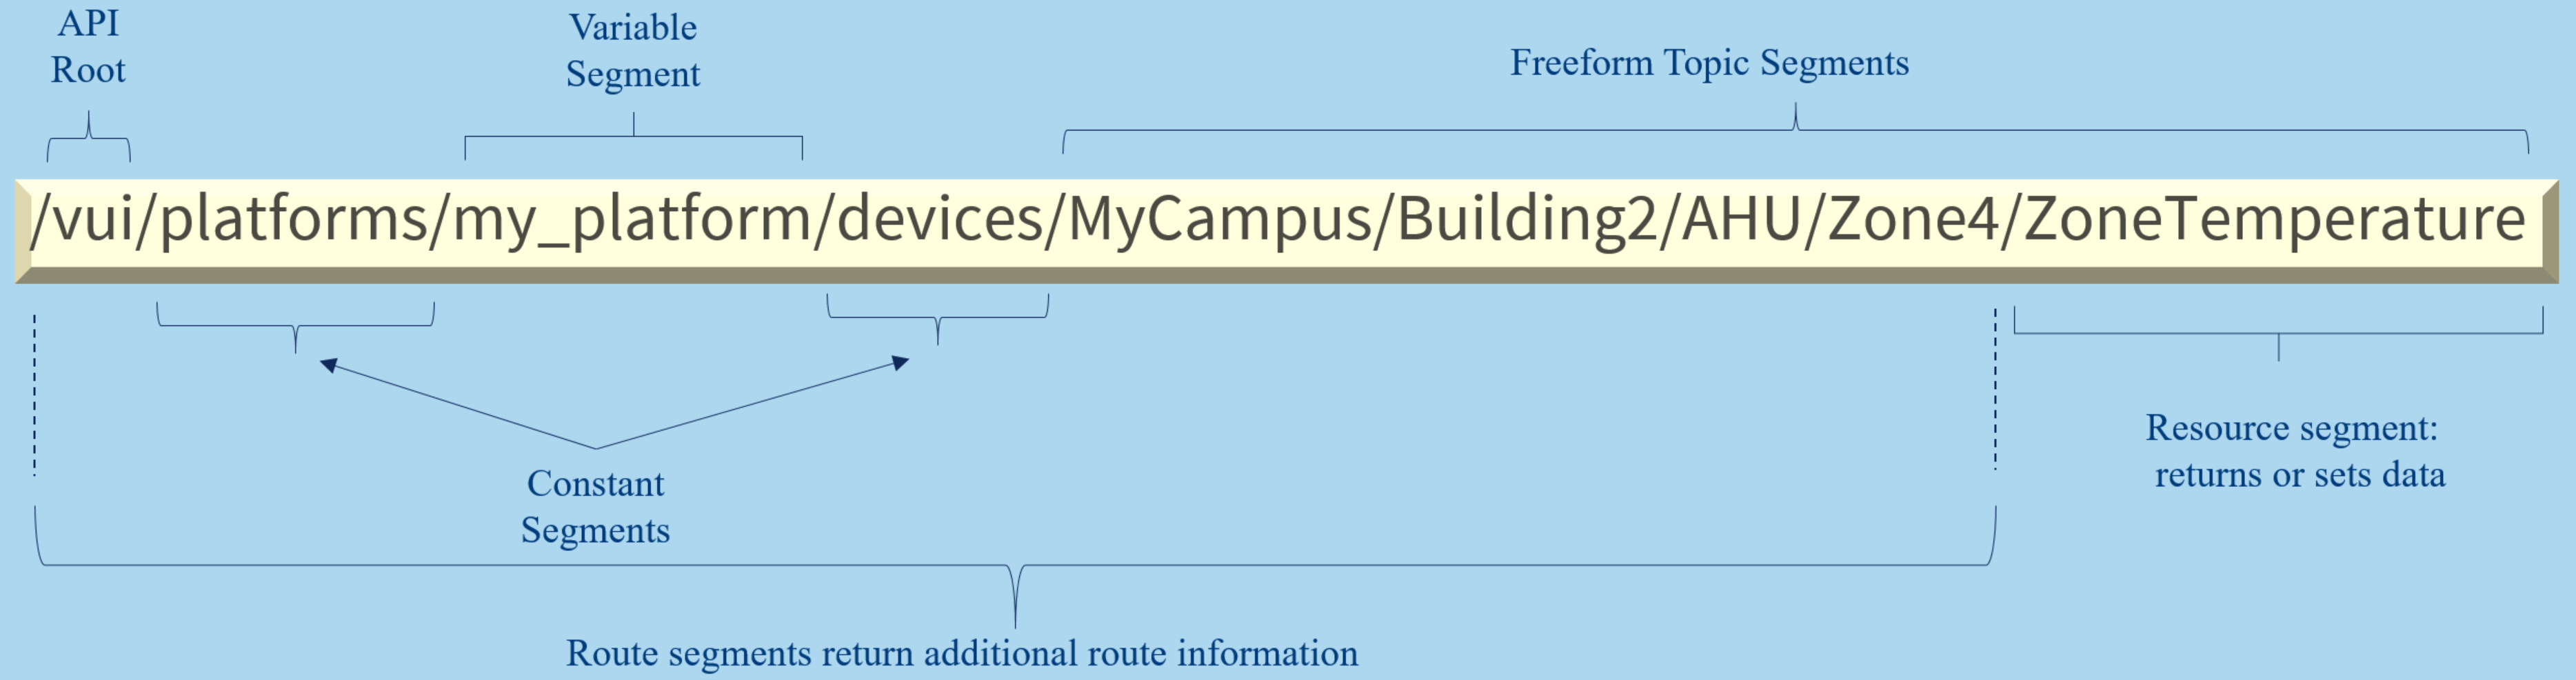 API
Root
Variable
Segment
Freeform Topic Segments
/vui/platforms/my_platform/devices/MyCampus/Building2/AHU/Zone4/ZoneTemperature
Constant
Segments
Resource segment:
returns or sets data
Route segments return additional route information